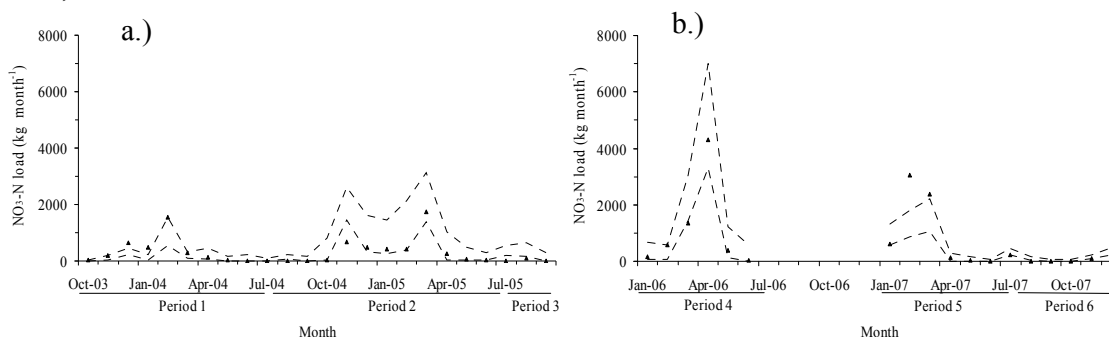 a.)
8000
6000
4000
2000
0
NO3-N load (kg month-1)
Oct-03 Jan-04 Apr-04 Jul-04 Oct-04 Jan-05 Apr-05 Jul-05
Period 1 Period 2 Period 3
Month
b.)
8000
6000
4000
2000
0
NO3-N load (kg month-1)
Jan-06 Apr-06 Jul-06 Oct-06 Jan-07 Apr-07 Jul-07 Oct-07
Period 4 Period 5 Period 6
Month